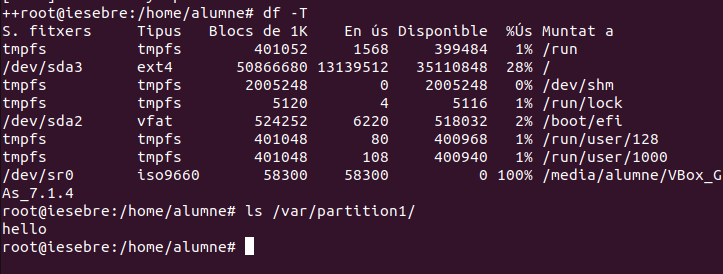 ++root@iesebre:/home/alumne# df -T
S. fitxers     Tipus   Blocs de 1K   En ús Disponible  %Ús Muntat a
tmpfs          tmpfs        401052     1568     399484   1% /run
/dev/sda3      ext4       50866680 13139512   35110848  28% /
tmpfs          tmpfs       2005248        0    2005248   0% /dev/shm
tmpfs          tmpfs          5120        4       5116   1% /run/lock
/dev/sda2      vfat         524252     6220     518032   2% /boot/efi
tmpfs          tmpfs        401048       80     400968   1% /run/user/128
tmpfs          tmpfs        401048      108     400940   1% /run/user/1000
/dev/sr0       iso9660       58300    58300          0 100% /media/alumne/VBox_G
As_7.1.4
root@iesebre:/home/alumne# ls /var/partition1/
hello
root@iesebre:/home/alumne#